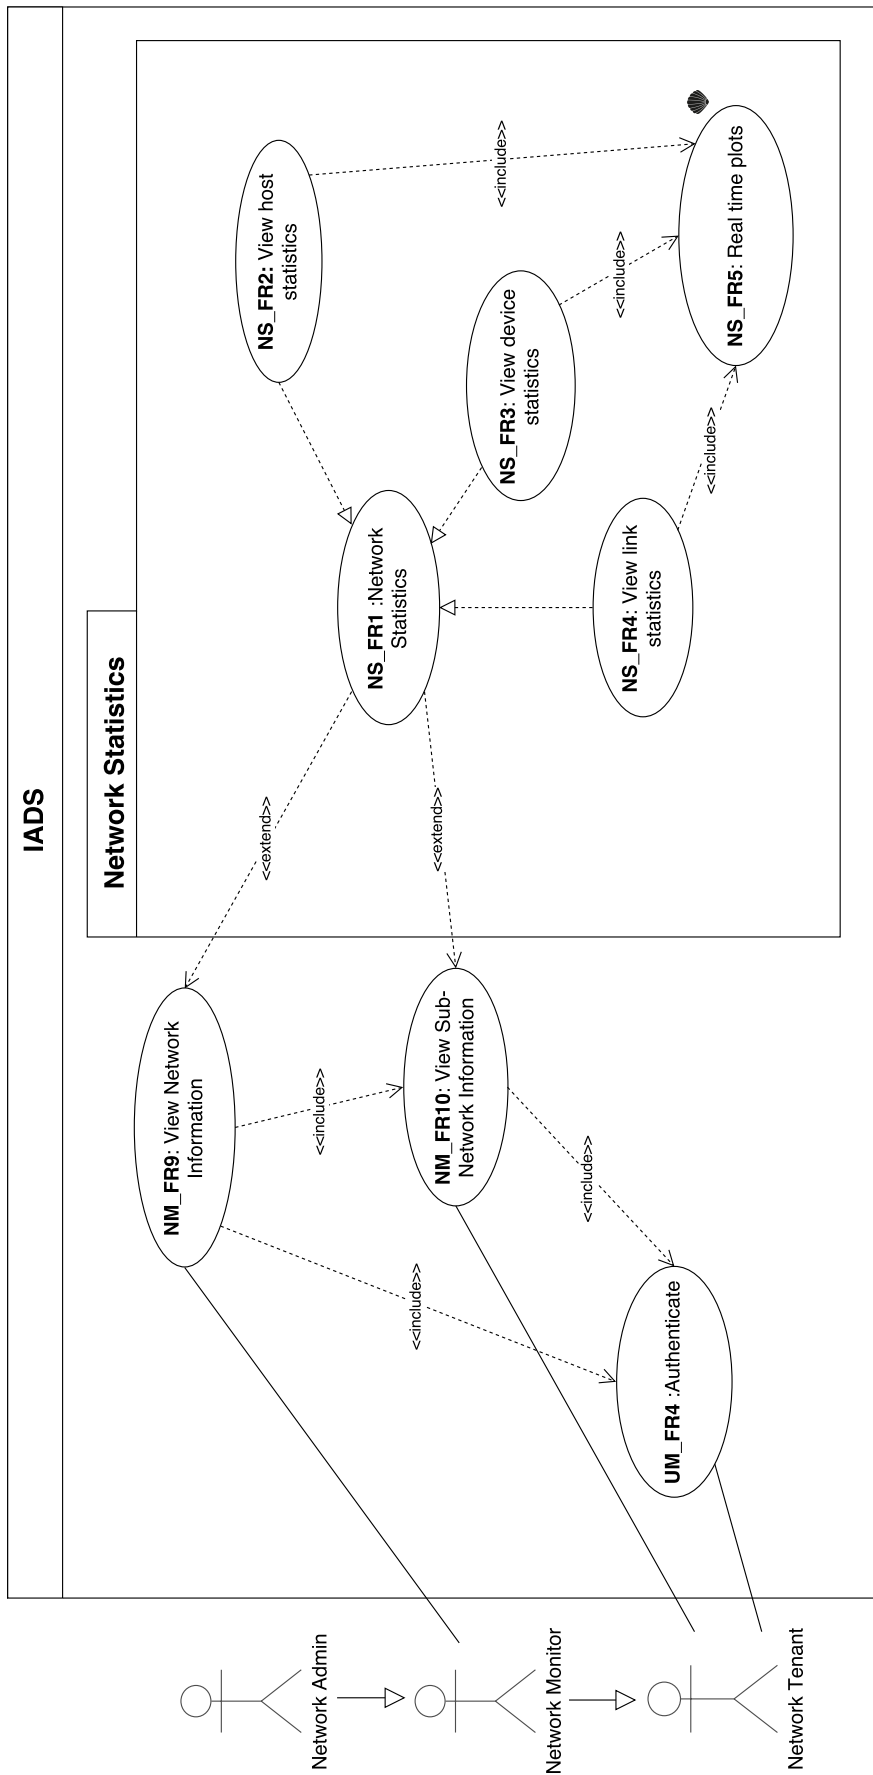 IADS
Network Statistics
NM_FR9: View Network
Information
<<extend>>
NS_FR2: View host
statistics
<<include>>
<<include>>
NS_FR1 :Network
Statistics
<<extend>>
NM_FR10: View Sub-
Network Information
NS_FR3: View device
statistics
<<include>>
<<include>>
<<include>>
NS_FR4: View link
statistics
<<include>>
UM_FR4 :Authenticate
NS_FR5: Real time plots
<<include>>
Network Admin
Network Monitor
Network Tenant